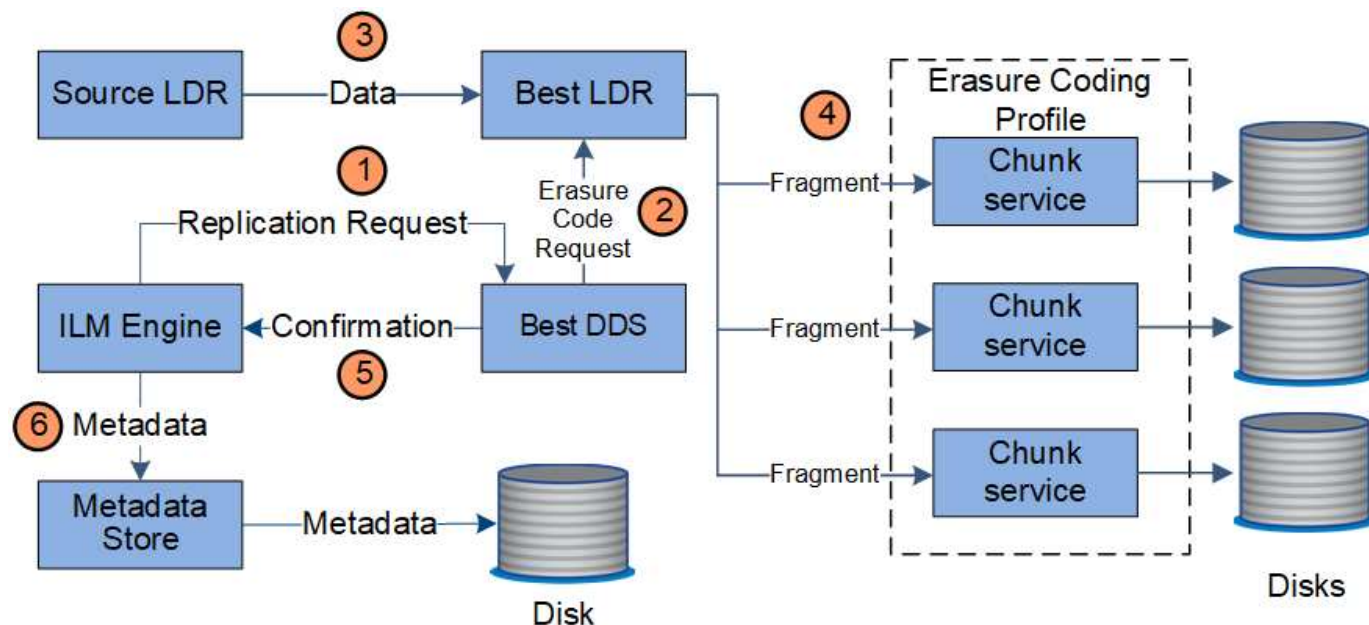 3
Source LDR
Data
Best LDR
4
Erasure Coding
Profile
Chunk
service
Fragment
1
Replication Request
Erasure
Code
Request
2
ILM Engine
Confirmation
Best DDS
5
Fragment
Chunk
service
6
Metadata
Metadata
Store
Metadata
Disk
Fragment
Chunk
service
Disks